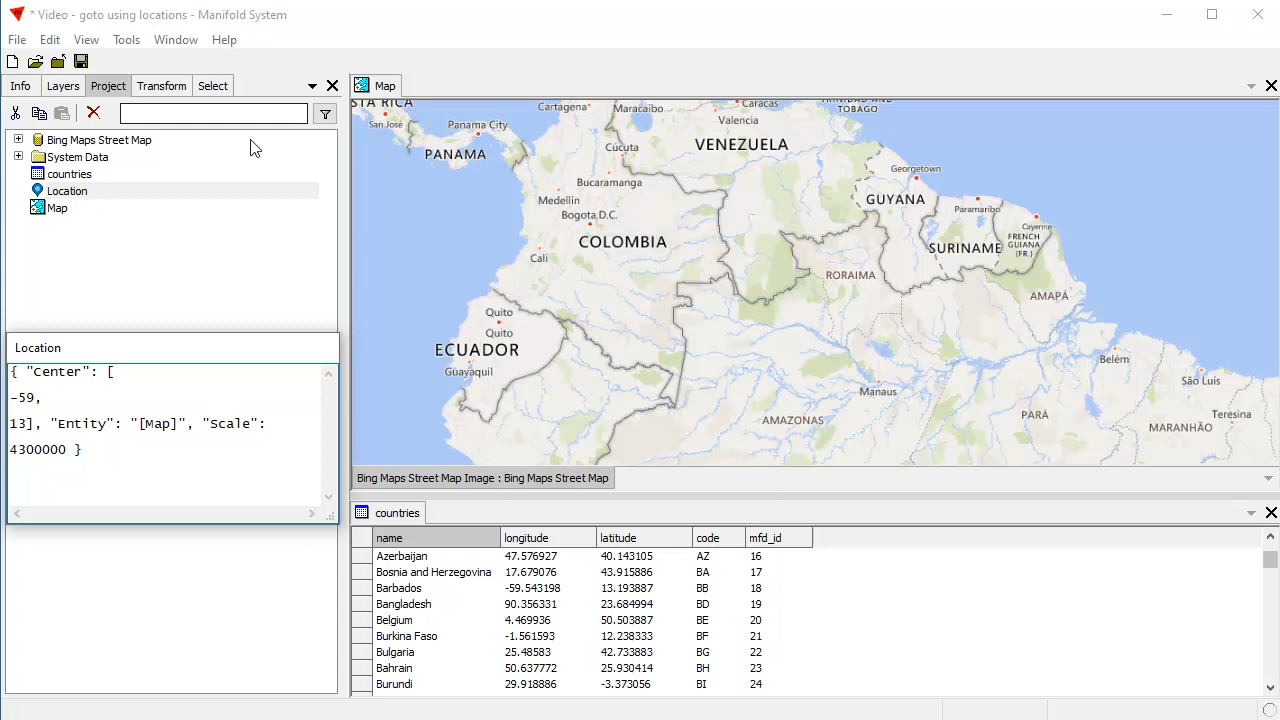 * Video - goto using locations - Manifold System
File Edit View Tools Window Help
Info Layers Project Transform Select
Bing Maps Street Map
System Data
countries
Location
Map
Location
{ "Center": [
-59,
13], "Entity": "[Map]", "Scale":
4300000 }
Map
STA RICA
San José
Cartagena
Maracaibo
Caracas
TRINIDAD AND
TOBAGO
Valencia
Panama City
PANAMA
Cúcuta
VENEZUELA
Bucaramanga
Georgetown
Medellin
GUYANA
Paramaribo
Bogota D.C.
Cayenne
COLOMBIA
FRENCH
GUIANA
(FR.)
SURINAME
Cali
RORAIMA
AMAPÁ
Quito
Quito
ECUADOR
Guayaquil
Belém
São Luís
Manaus
AMAZONAS
PARÁ
Teresina
MARANHÃO
Bing Maps Street Map Image : Bing Maps Street Map
countries
name longitude latitude code mfd_id
Azerbaijan 47.576927 40.143105 AZ 16
Bosnia and Herzegovina 17.679076 43.915886 BA 17
Barbados -59.543198 13.193887 BB 18
Bangladesh 90.356331 23.684994 BD 19
Belgium 4.469936 50.503887 BE 20
Burkina Faso -1.561593 12.238333 BF 21
Bulgaria 25.48583 42.733883 BG 22
Bahrain 50.637772 25.930414 BH 23
Burundi 29.918886 -3.373056 BI 24